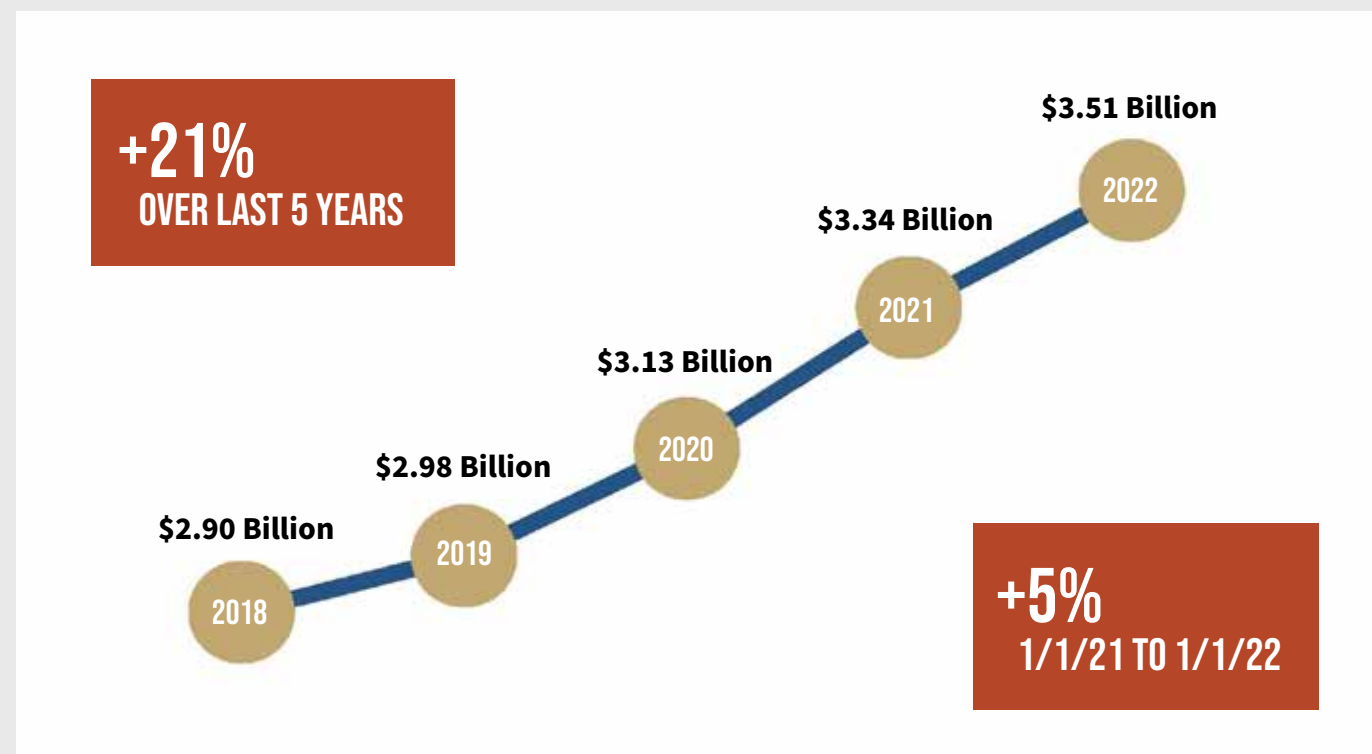 +21%
OVER LAST 5 YEARS
$3.51 Billion
2022
$3.34 Billion
2021
$3.13 Billion
2020
$2.98 Billion
2019
$2.90 Billion
2018
+5%
1/1/21 TO 1/1/22